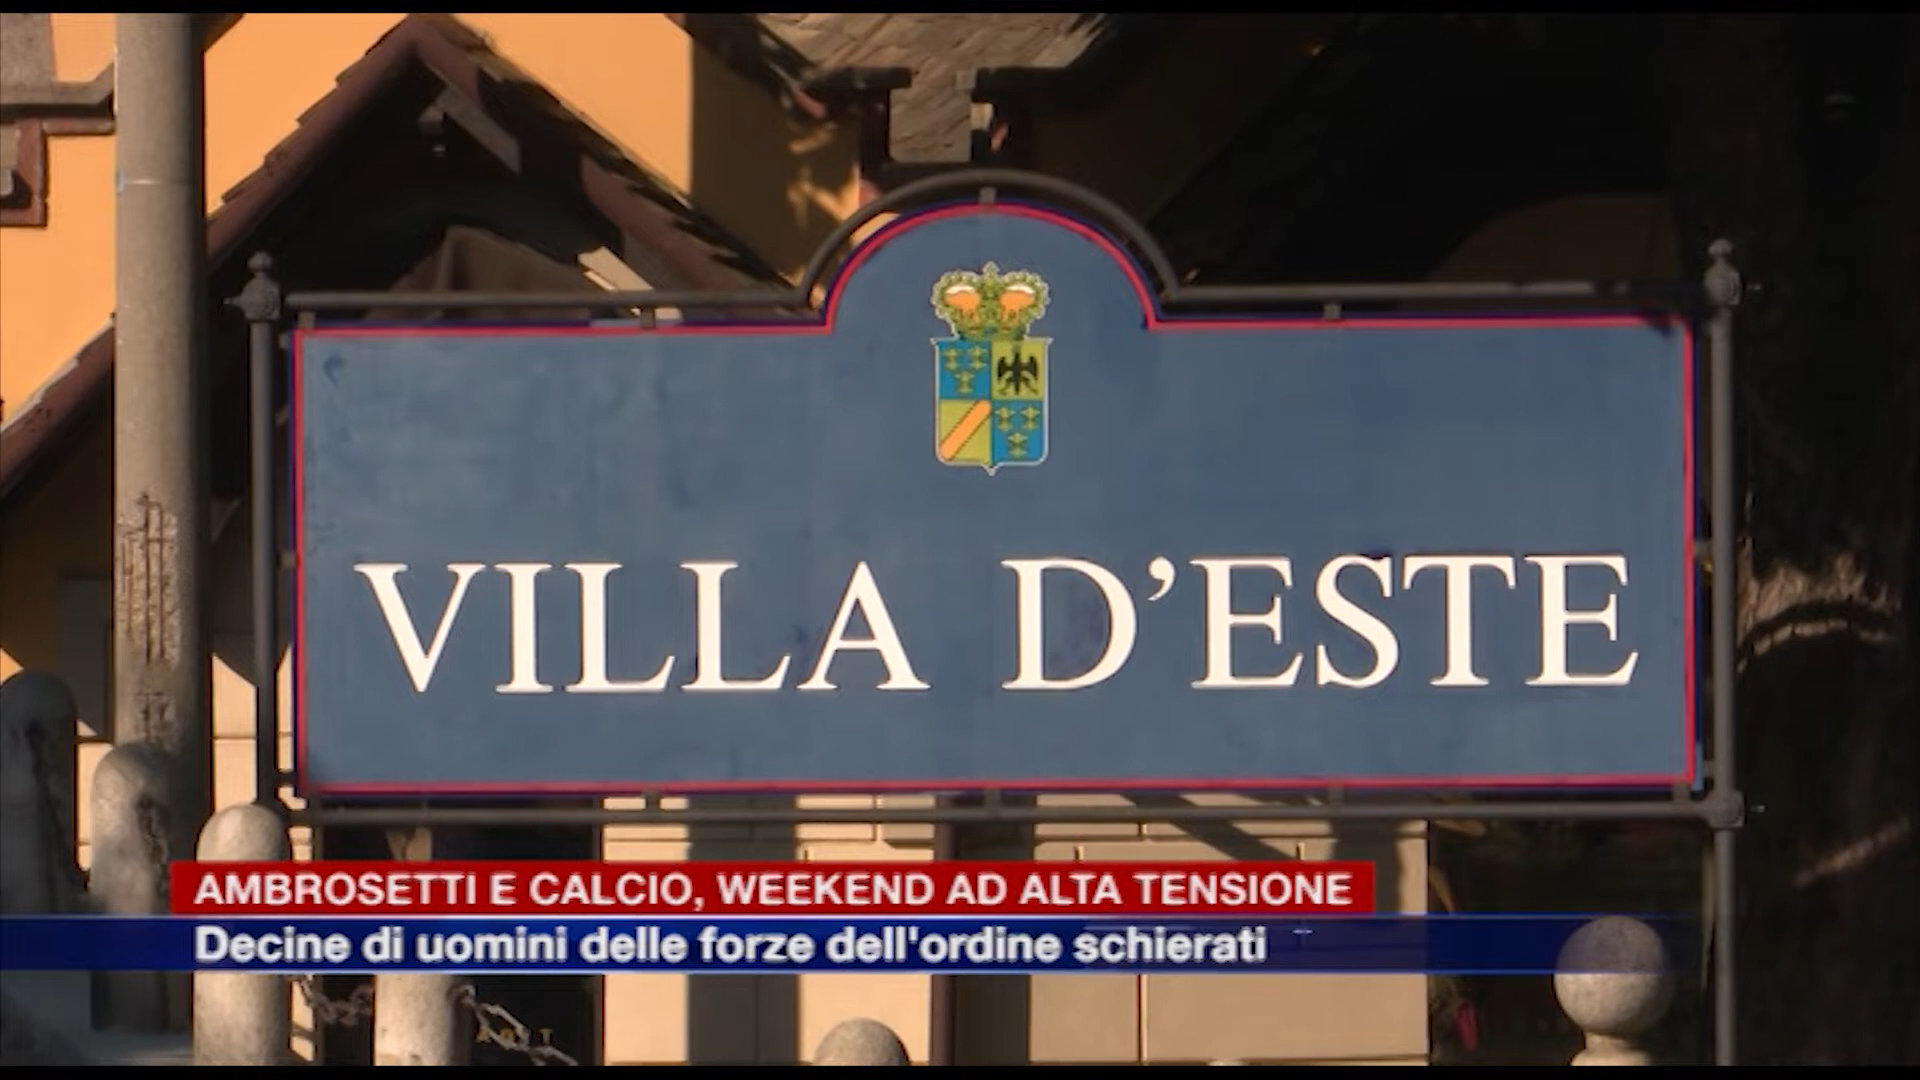 VILLA D'ESTE
AMBROSETTI E CALCIO, WEEKEND AD ALTA TENSIONE
Decine di uomini delle forze dell'ordine schierati